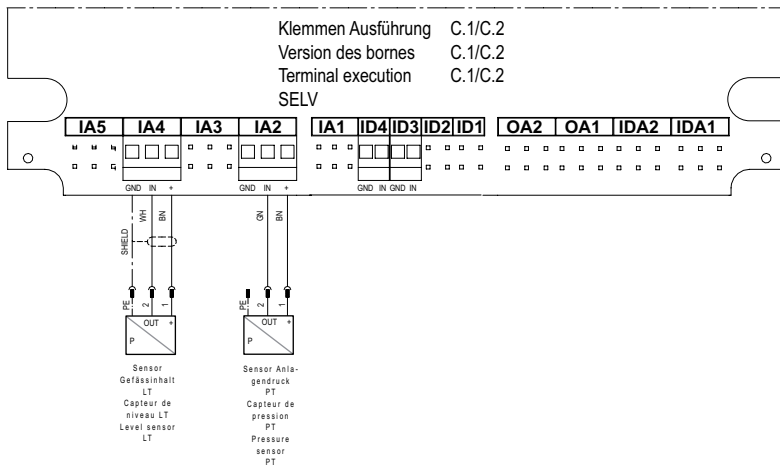 Klemmen Ausführung C.1/C.2
Version des bornes C.1/C.2
Terminal execution C.1/C.2
SELV
IA5 IA4 IA3 IA2 IA1 ID4 ID3 ID2 ID1 OA2 OA1 IDA2 IDA1
GND IN + GND IN + GND IN GND IN
SHIELD WH BN GN BN
PE 2 1 PE 2 1
OUT + OUT +
P P
Sensor
Gefässinhalt
LT
Capteur de
niveau LT
Level sensor
LT
Sensor Anla-
gendruck
PT
Capteur de
pression
PT
Pressure
sensor
PT